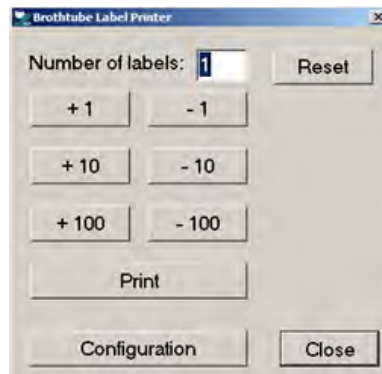 Brothtube Label Printer
Number of labels: 1 Reset
+ 1 - 1
+ 10 - 10
+ 100 - 100
Print
Configuration Close